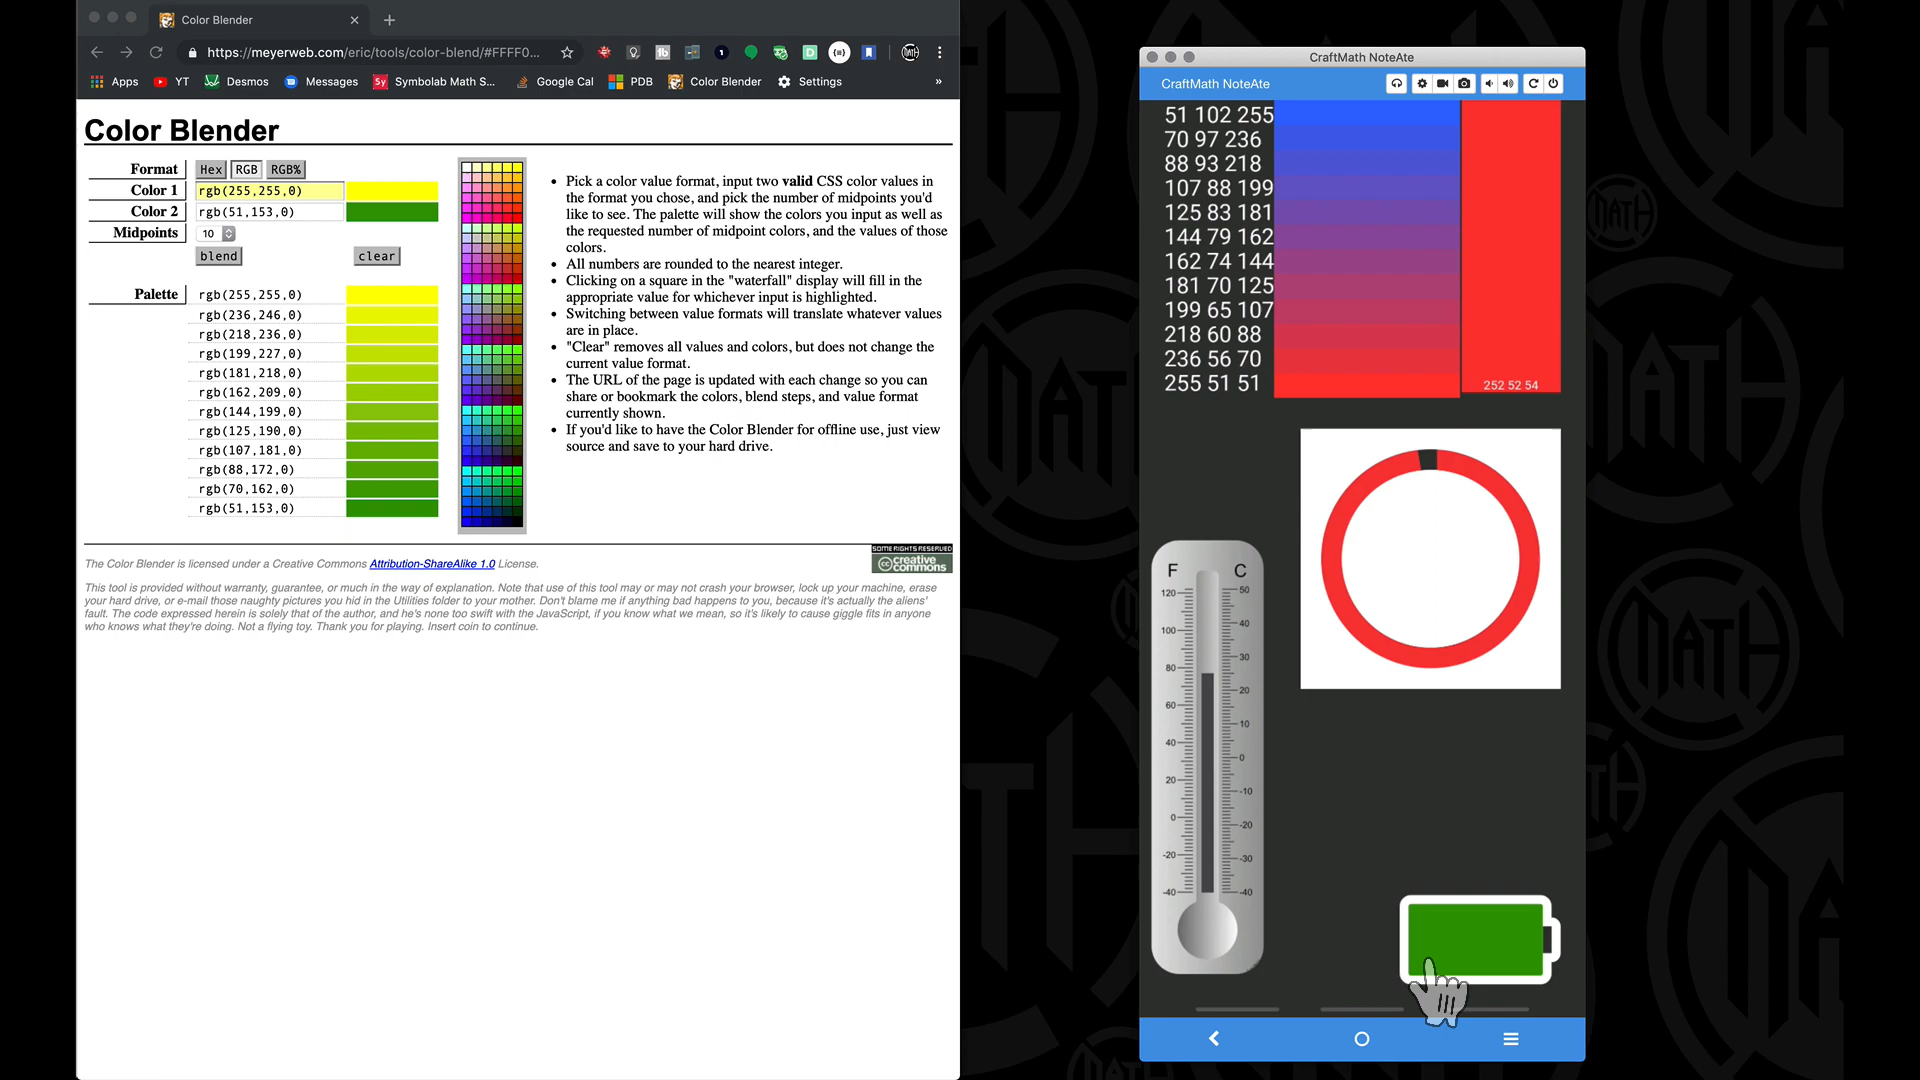 Color Blender
https://meyerweb.com/eric/tools/color-blend/#FFFF0...
Apps YT Desmos Messages Symbolab Math S... Google Cal PDB Color Blender Settings »
Color Blender
Format Hex RGB RGB%
Color 1 rgb(255,255,0)
Color 2 rgb(51,153,0)
Midpoints 10
blend clear
Palette rgb(255,255,0)
rgb(236,246,0)
rgb(218,236,0)
rgb(199,227,0)
rgb(181,218,0)
rgb(162,209,0)
rgb(144,199,0)
rgb(125,190,0)
rgb(107,181,0)
rgb(88,172,0)
rgb(70,162,0)
rgb(51,153,0)
• Pick a color value format, input two valid CSS color values in
the format you chose, and pick the number of midpoints you'd
like to see. The palette will show the colors you input as well as
the requested number of midpoint colors, and the values of those
colors.
• All numbers are rounded to the nearest integer.
• Clicking on a square in the "waterfall" display will fill in the
appropriate value for whichever input is highlighted.
• Switching between value formats will translate whatever values
are in place.
• "Clear" removes all values and colors, but does not change the
current value format.
• The URL of the page is updated with each change so you can
share or bookmark the colors, blend steps, and value format
currently shown.
• If you'd like to have the Color Blender for offline use, just view
source and save to your hard drive.
The Color Blender is licensed under a Creative Commons Attribution-ShareAlike 1.0 License.
SOME RIGHTS RESERVED
cc creative commons
This tool is provided without warranty, guarantee, or much in the way of explanation. Note that use of this tool may or may not crash your browser, lock up your machine, erase
your hard drive, or e-mail those naughty pictures you hid in the Utilities folder to your mother. Don't blame me if anything bad happens to you, because it's actually the aliens'
fault. The code expressed herein is solely that of the author, and he's none too swift with the JavaScript, if you know what we mean, so it's likely to cause giggle fits in anyone
who knows what they're doing. Not a flying toy. Thank you for playing. Insert coin to continue.
CraftMath NoteAte
CraftMath NoteAte
51 102 255
70 97 236
88 93 218
107 88 199
125 83 181
144 79 162
162 74 144
181 70 125
199 65 107
218 60 88
236 56 70
255 51 51
252 52 54
F C
120 50
100 40
30
80
20
60
10
40
0
20
-10
0
-20
-20
-30
-40 -40
MATH